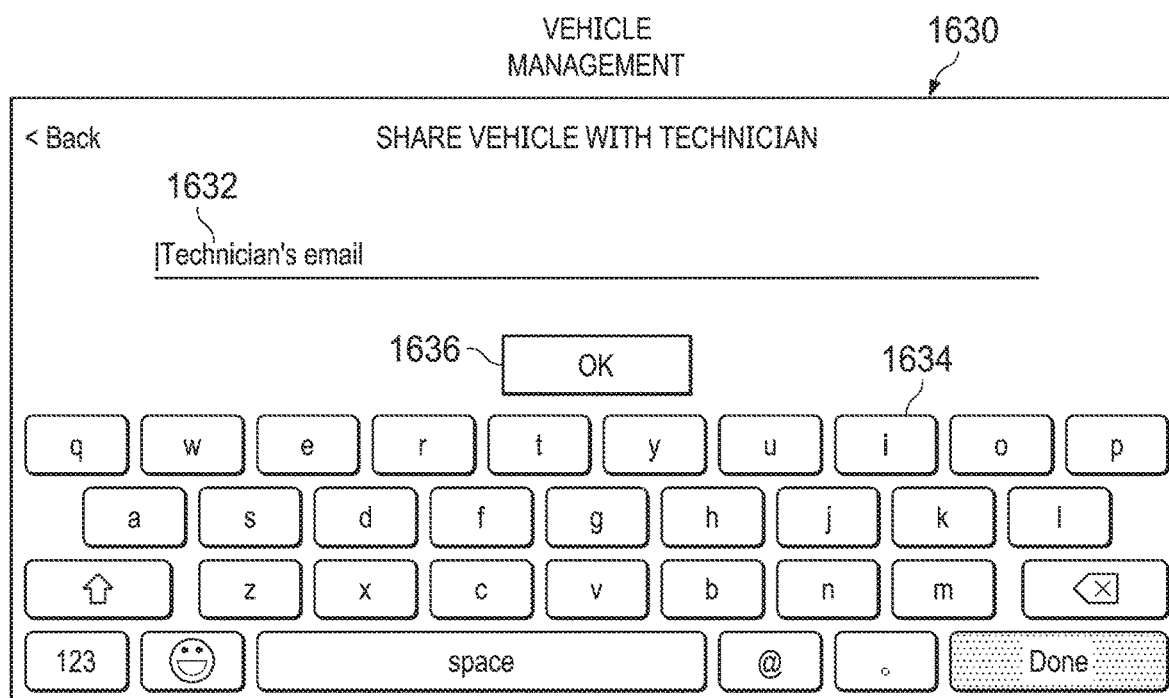 VEHICLE
MANAGEMENT
1630
< Back
SHARE VEHICLE WITH TECHNICIAN
1632
Technician's email
1636
OK
1634
q w e r t y u i o p
a s d f g h j k l
z x c v b n m
123 space @ . Done